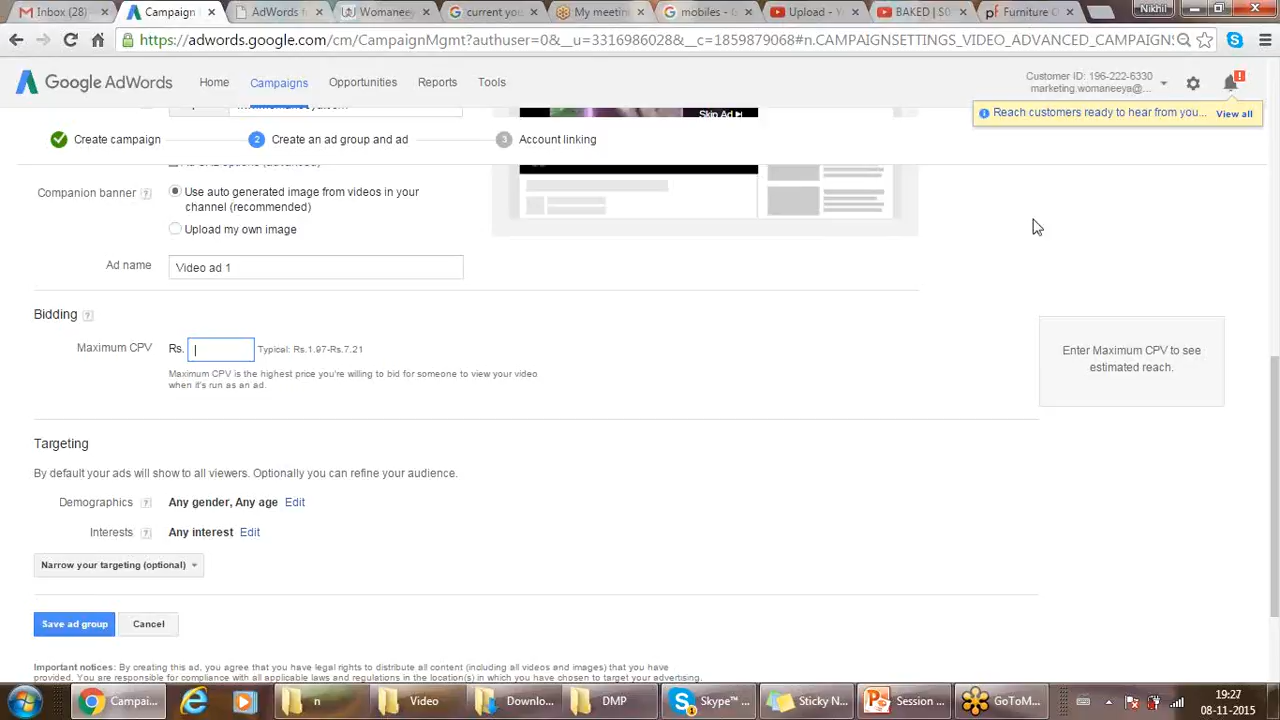 Nikhil
Inbox (28)
Campaign
AdWords
Womaneey
current you
My meetin
mobiles - G
Upload - Y
BAKED | S0
Furniture O
https://adwords.google.com/cm/CampaignMgmt?authuser=0&__u=3316986028&__c=1859879068#n.CAMPAIGNSETTINGS_VIDEO_ADVANCED_CAMPAIGN
Google AdWords
Home
Campaigns
Opportunities
Reports
Tools
Customer ID: 196-222-6330
marketing.womaneeya@...
Reach customers ready to hear from you...
View all
Skip Ad
Create campaign
2 Create an ad group and ad
3 Account linking
Companion banner ?
Use auto generated image from videos in your
channel (recommended)
Upload my own image
Ad name
Video ad 1
Bidding ?
Maximum CPV
Rs.
Typical: Rs.1.97-Rs.7.21
Maximum CPV is the highest price you're willing to bid for someone to view your video
when it's run as an ad.
Enter Maximum CPV to see
estimated reach.
Targeting
By default your ads will show to all viewers. Optionally you can refine your audience.
Demographics ? Any gender, Any age Edit
Interests ? Any interest Edit
Narrow your targeting (optional)
Save ad group
Cancel
Important notices: By creating this ad, you agree that you have legal rights to distribute all content (including all videos and images) that you have
provided. You are responsible for compliance with all applicable laws and regulations in the location(s) in which you have chosen to target your advertising.
Campai...
n
Video
Downlo...
DMP
Skype™ ...
Sticky N...
Session ...
GoToM...
19:27
08-11-2015